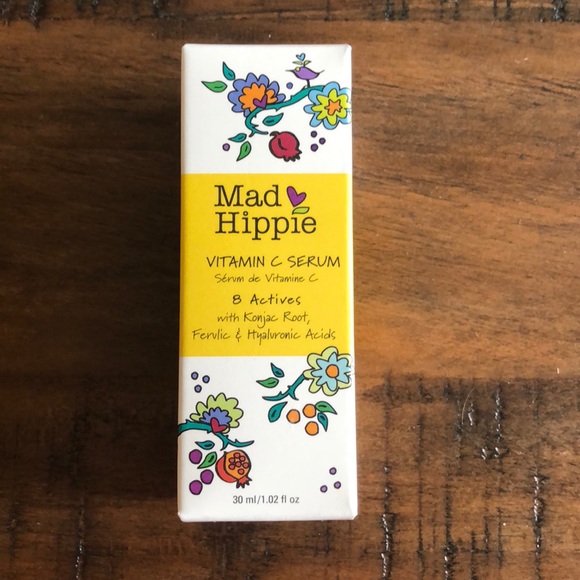 Mad
Hippie
VITAMIN C SERUM
Sérum de Vitamine C
8 Actives
with Konjac Root,
Ferulic & Hyaluronic Acids
30 ml/1.02 fl oz